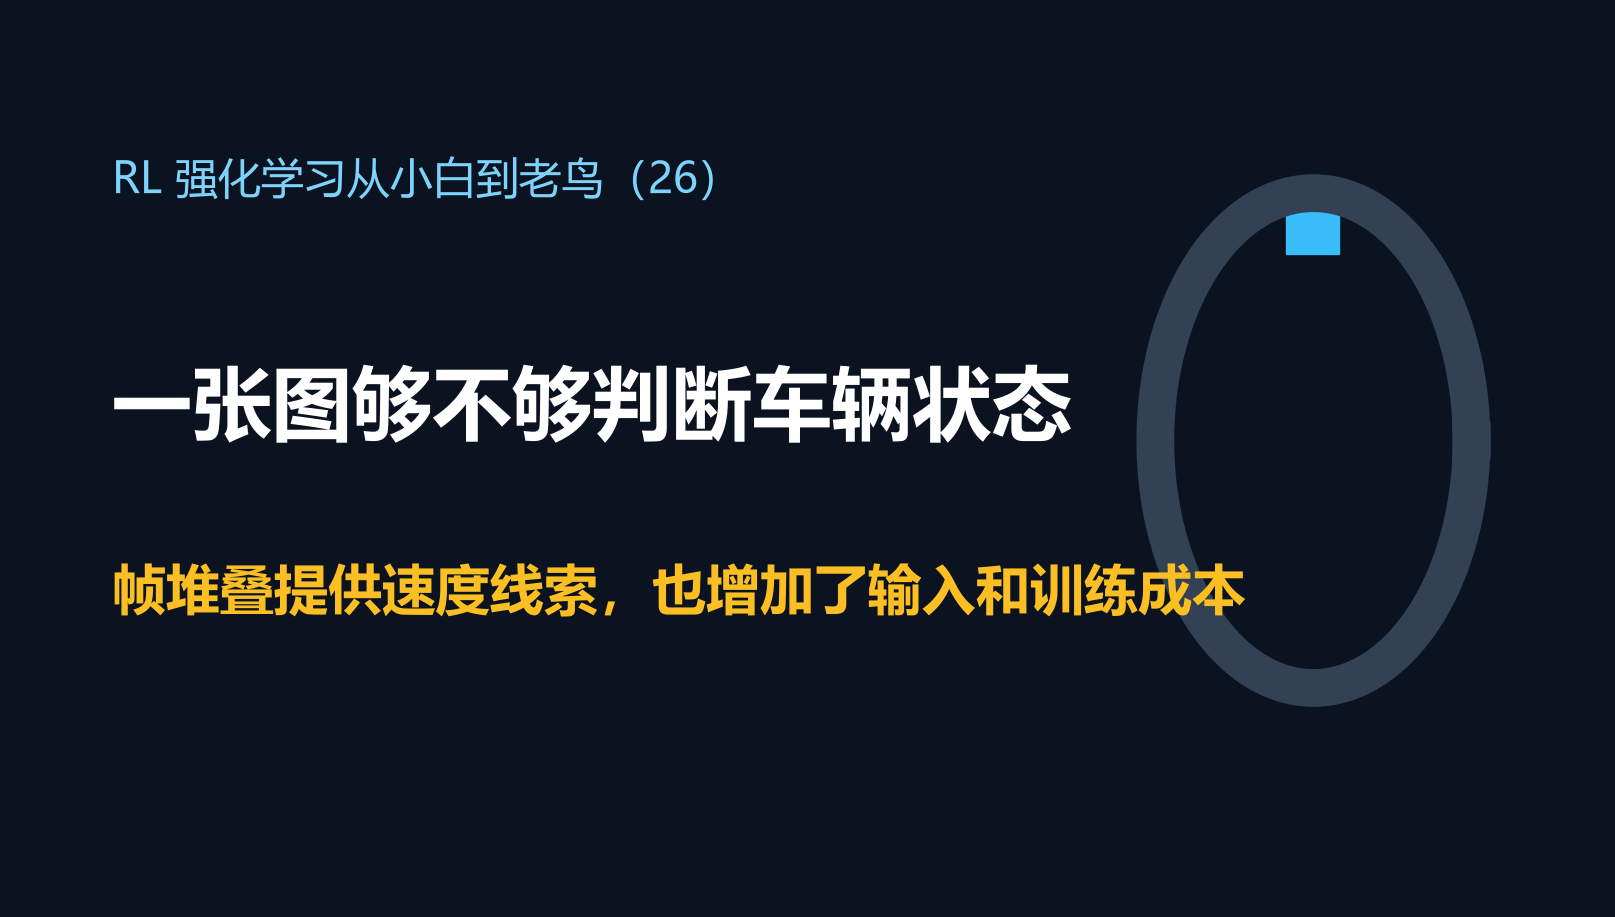 RL 强化学习从小白到老鸟（26）
一张图够不够判断车辆状态
帧堆叠提供速度线索，也增加了输入和训练成本